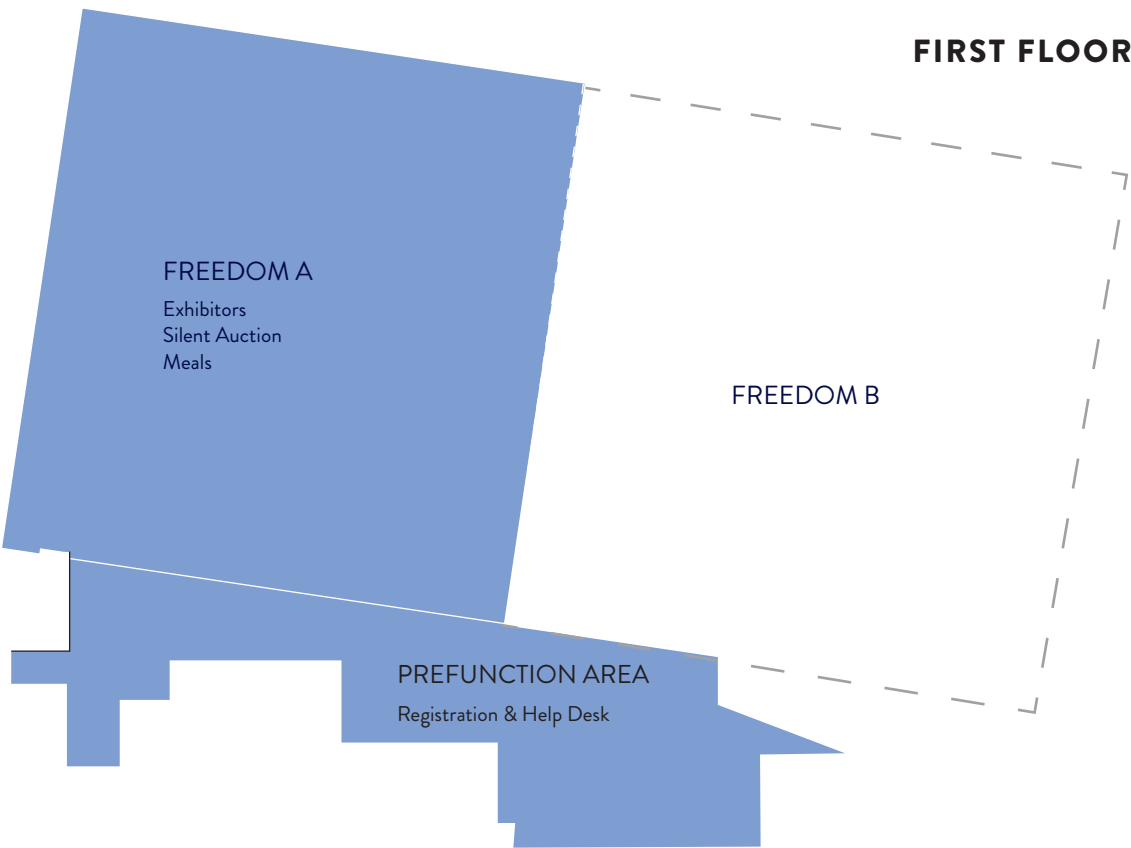 FIRST FLOOR
FREEDOM A
Exhibitors
Silent Auction
Meals
FREEDOM B
PREFUNCTION AREA
Registration & Help Desk